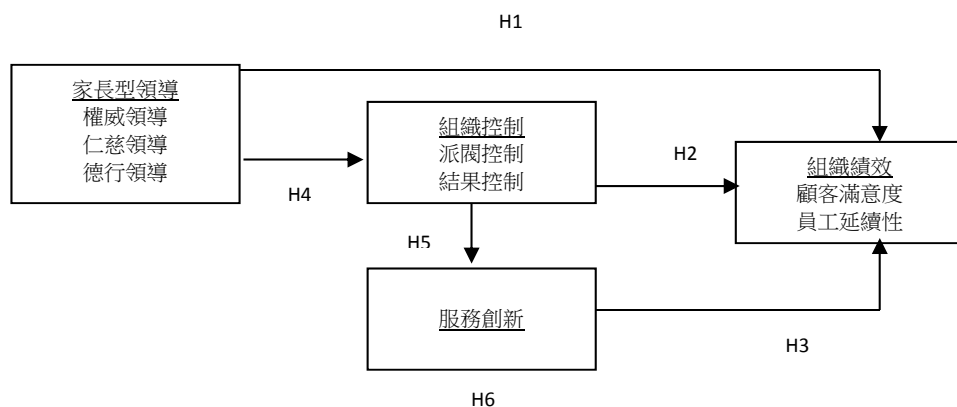 H1
家長型領導
權威領導
仁慈領導
德行領導
H4
組織控制
派閥控制
結果控制
H2
組織績效
顧客滿意度
員工延續性
H5
服務創新
H3
H6